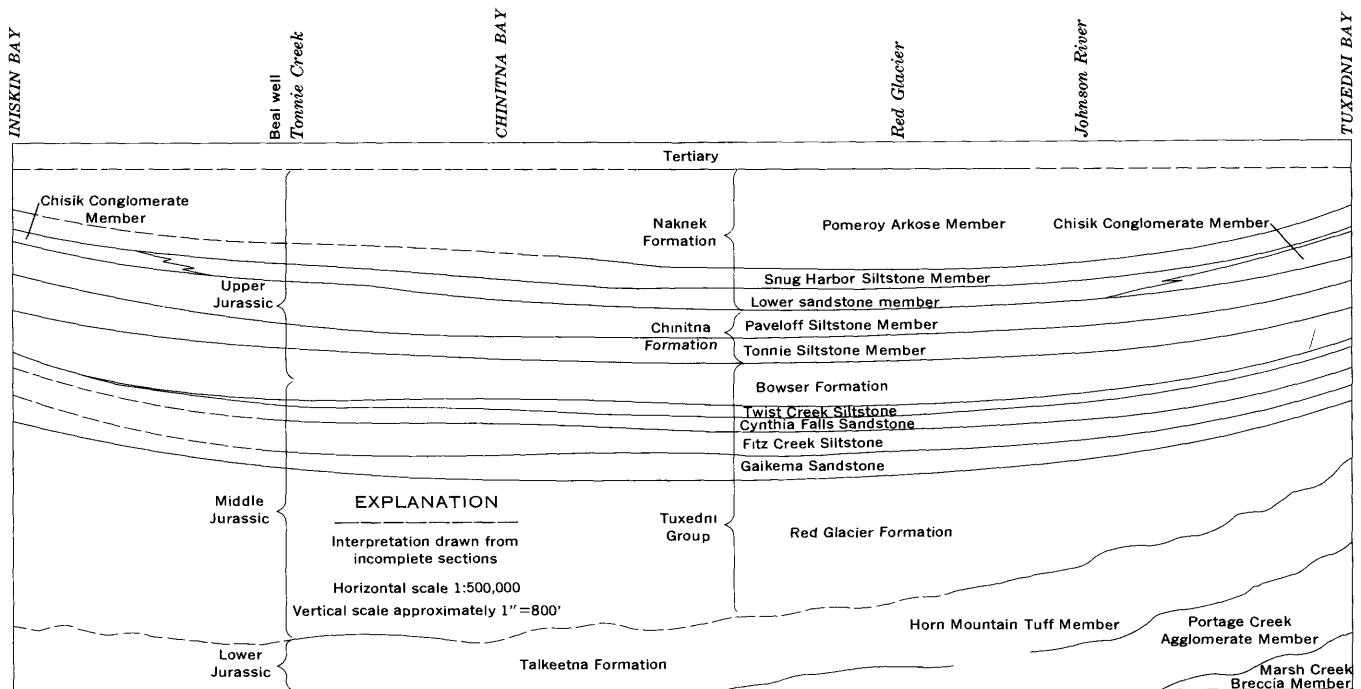 INISKIN BAY
Beal well
Tonnie Creek
CHINITNA BAY
Red Glacier
Johnson River
TUXEDNI BAY
Tertiary
Chisik Conglomerate
Member
Naknek
Formation
Pomeroy Arkose Member
Chisik Conglomerate Member
Snug Harbor Siltstone Member
Upper
Jurassic
Lower sandstone member
Chinitna
Formation
Paveloff Siltstone Member
Tonnie Siltstone Member
Bowser Formation
Twist Creek Siltstone
Cynthia Falls Sandstone
Fitz Creek Siltstone
Gaikema Sandstone
Middle
Jurassic
EXPLANATION
Interpretation drawn from
incomplete sections
Horizontal scale 1:500,000
Vertical scale approximately 1"=800'
Tuxedni
Group
Red Glacier Formation
Horn Mountain Tuff Member
Portage Creek
Agglomerate Member
Lower
Jurassic
Talkeetna Formation
Marsh Creek
Breccia Member